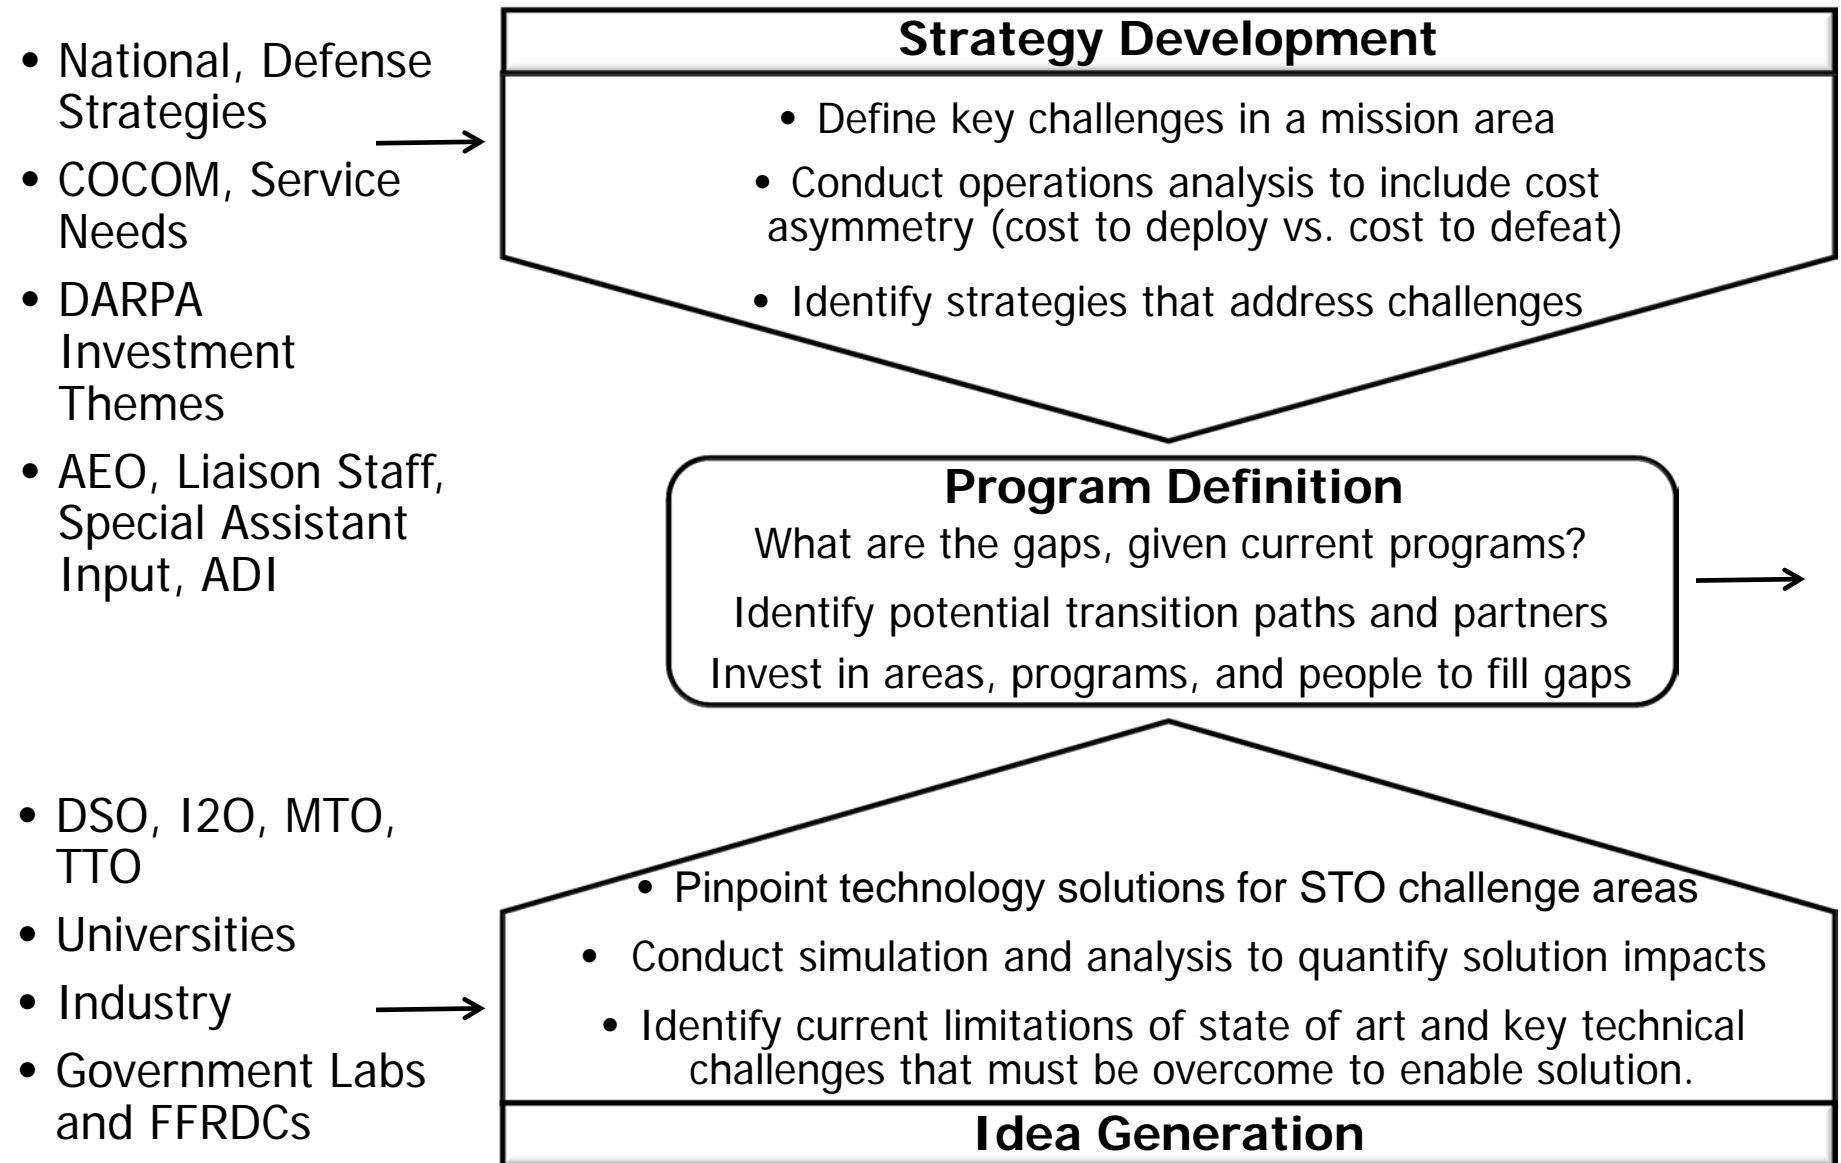 • National, Defense
Strategies
• COCOM, Service
Needs
• DARPA
Investment
Themes
• AEO, Liaison Staff,
Special Assistant
Input, ADI
Strategy Development
• Define key challenges in a mission area
• Conduct operations analysis to include cost
asymmetry (cost to deploy vs. cost to defeat)
• Identify strategies that address challenges
Program Definition
What are the gaps, given current programs?
Identify potential transition paths and partners
Invest in areas, programs, and people to fill gaps
• DSO, I2O, MTO,
TTO
• Universities
• Industry
• Government Labs
and FFRDCs
• Pinpoint technology solutions for STO challenge areas
• Conduct simulation and analysis to quantify solution impacts
• Identify current limitations of state of art and key technical
challenges that must be overcome to enable solution.
Idea Generation